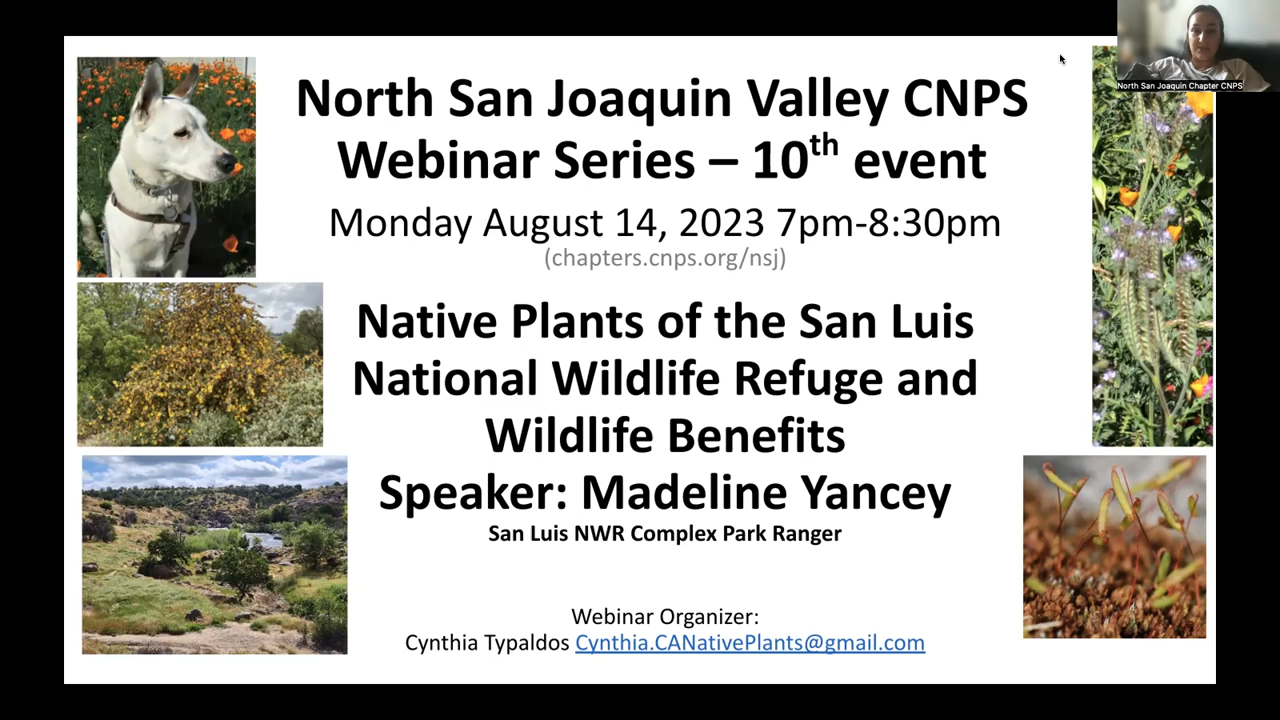 North San Joaquin Valley CNPS
Webinar Series – 10th event
Monday August 14, 2023 7pm-8:30pm
(chapters.cnps.org/nsj)
Native Plants of the San Luis
National Wildlife Refuge and
Wildlife Benefits
Speaker: Madeline Yancey
San Luis NWR Complex Park Ranger
Webinar Organizer:
Cynthia Typaldos Cynthia.CANativePlants@gmail.com
North San Joaquin Chapter CNPS